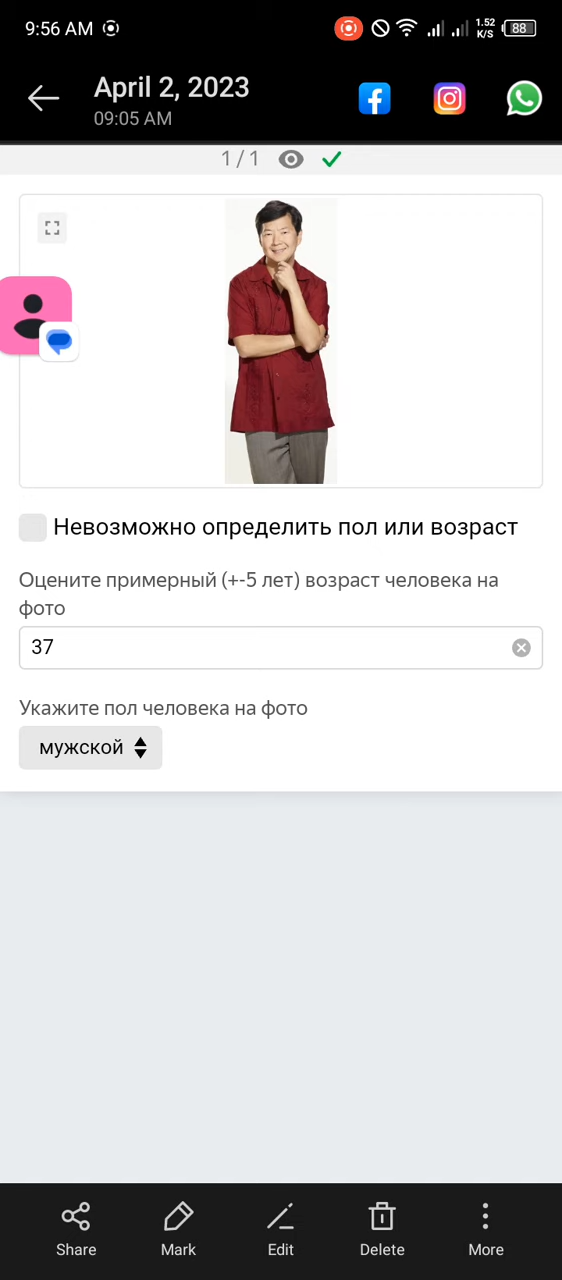 9:56 AM
1.52
K/S
88
April 2, 2023
09:05 AM
1 / 1
Невозможно определить пол или возраст
Оцените примерный (+-5 лет) возраст человека на
фото
37
Укажите пол человека на фото
мужской
Share
Mark
Edit
Delete
More